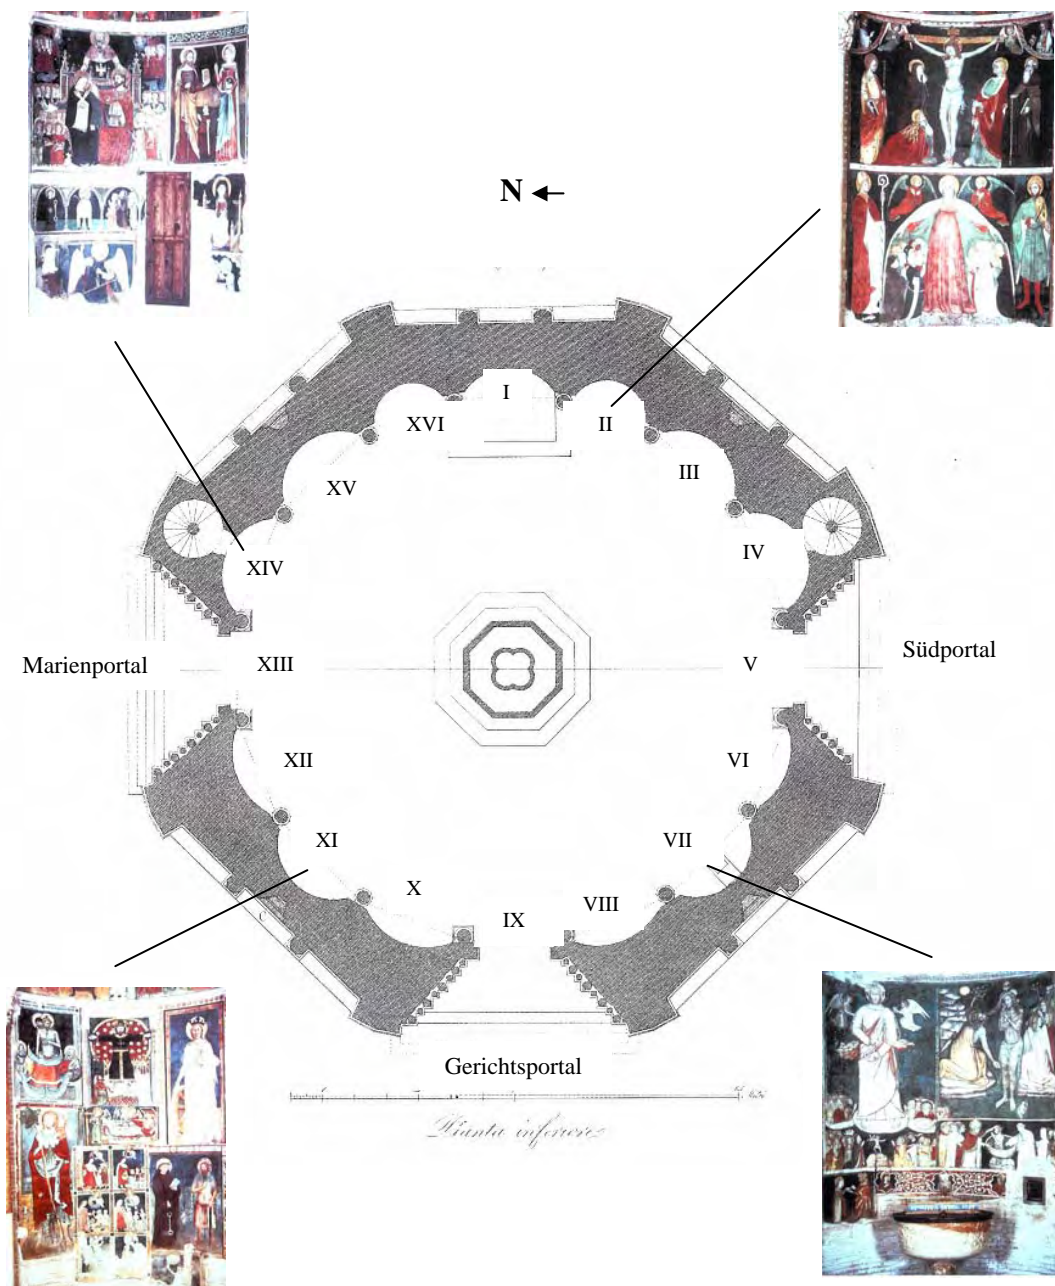 N
I
XVI
II
XV
III
XIV
IV
Marienportal
XIII
V
Südportal
XII
VI
XI
VII
X
VIII
IX
Gerichtsportal
Pianta inferiore